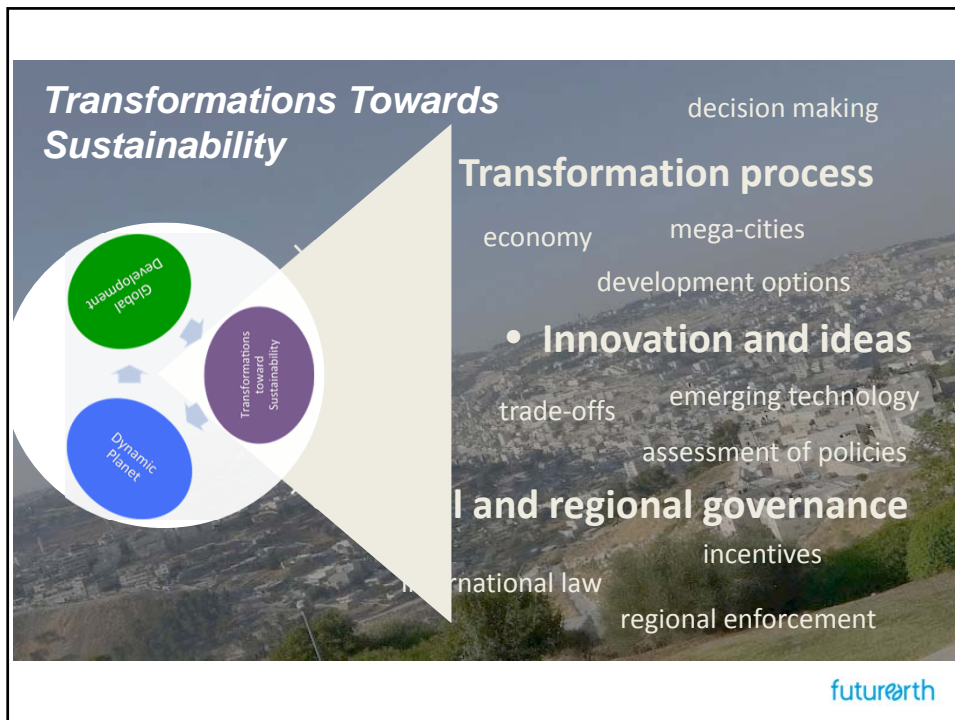 Transformations Towards
Sustainability
decision making
Transformation process
economy
mega-cities
development options
• Innovation and ideas
trade-offs
emerging technology
assessment of policies
l and regional governance
incentives
rnational law
regional enforcement
Global
Development
Transformations
toward
Sustainability
Dynamic
Planet
futurearth